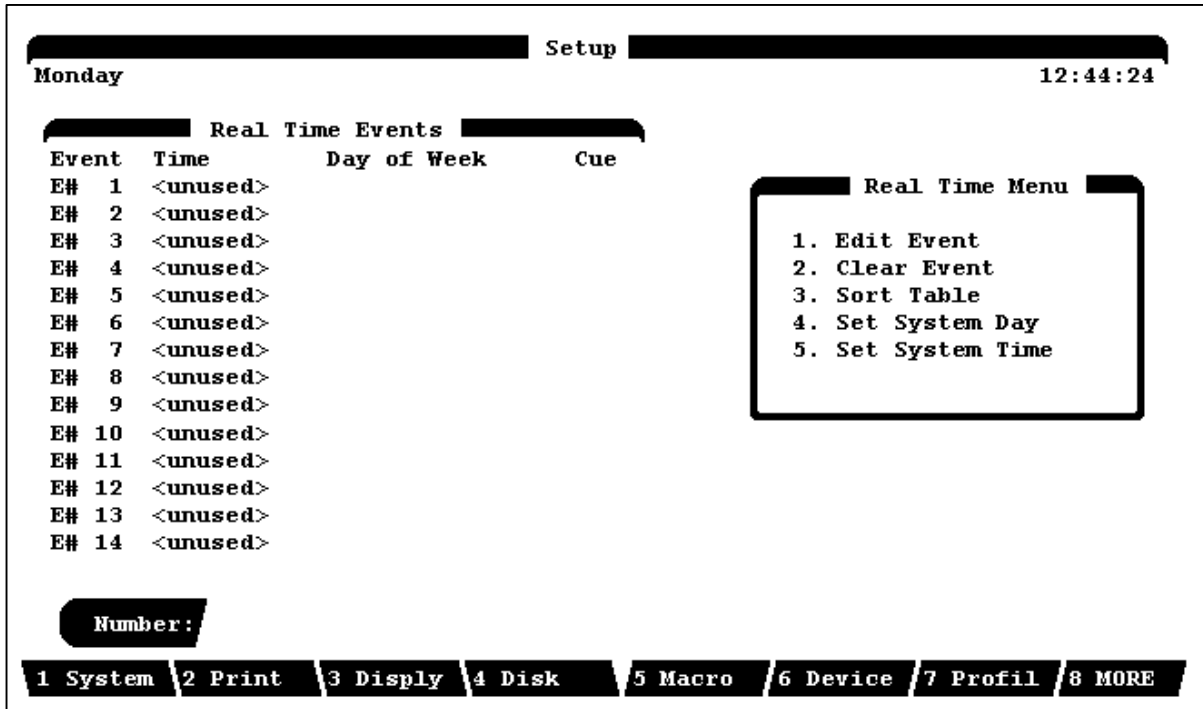 Setup
Monday 12:44:24
Real Time Events
Event Time Day of Week Cue
E# 1 <unused>
E# 2 <unused>
E# 3 <unused>
E# 4 <unused>
E# 5 <unused>
E# 6 <unused>
E# 7 <unused>
E# 8 <unused>
E# 9 <unused>
E# 10 <unused>
E# 11 <unused>
E# 12 <unused>
E# 13 <unused>
E# 14 <unused>
Real Time Menu
1. Edit Event
2. Clear Event
3. Sort Table
4. Set System Day
5. Set System Time
Number:
1 System 2 Print 3 Disply 4 Disk 5 Macro 6 Device 7 Profil 8 MORE